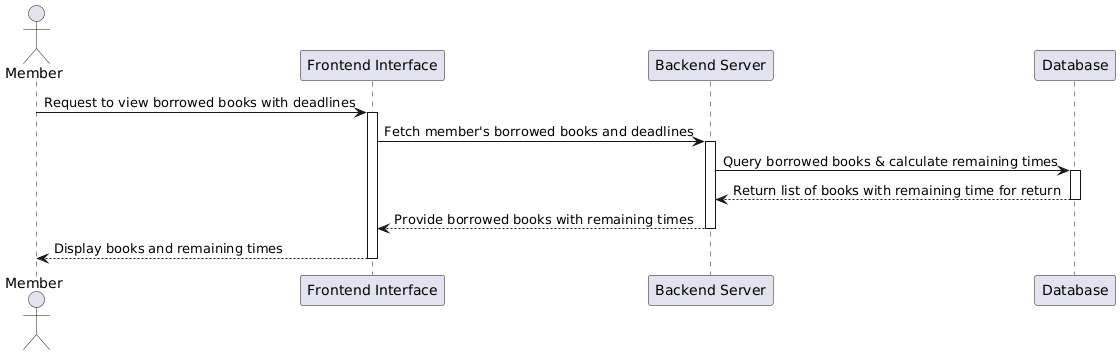 Member
Frontend Interface
Backend Server
Database
Request to view borrowed books with deadlines
Fetch member's borrowed books and deadlines
Query borrowed books & calculate remaining times
Return list of books with remaining time for return
Provide borrowed books with remaining times
Display books and remaining times
Member
Frontend Interface
Backend Server
Database